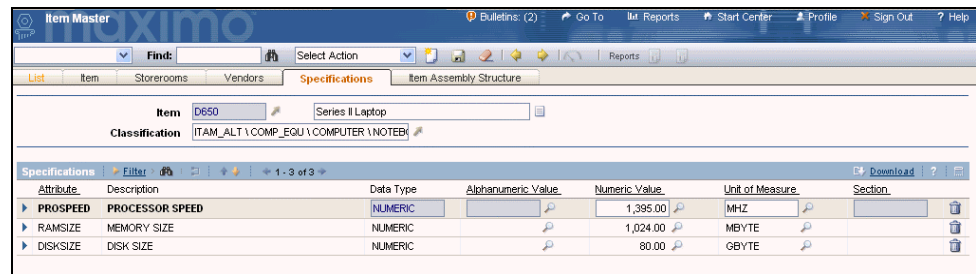 Item Master
maximo
Bulletins: (2) Go To Reports Start Center Profile Sign Out ? Help
Find: Select Action Reports
List Item Storerooms Vendors Specifications Item Assembly Structure
Item D650 Series II Laptop
Classification ITAM_ALT \ COMP_EQU \ COMPUTER \ NOTEB
Specifications Filter 1 - 3 of 3 Download ?
Attribute Description Data Type Alphanumeric Value Numeric Value Unit of Measure Section
PROSPEED PROCESSOR SPEED NUMERIC 1,395.00 MHZ
RAMSIZE MEMORY SIZE NUMERIC 1,024.00 MBYTE
DISKSIZE DISK SIZE NUMERIC 80.00 GBYTE